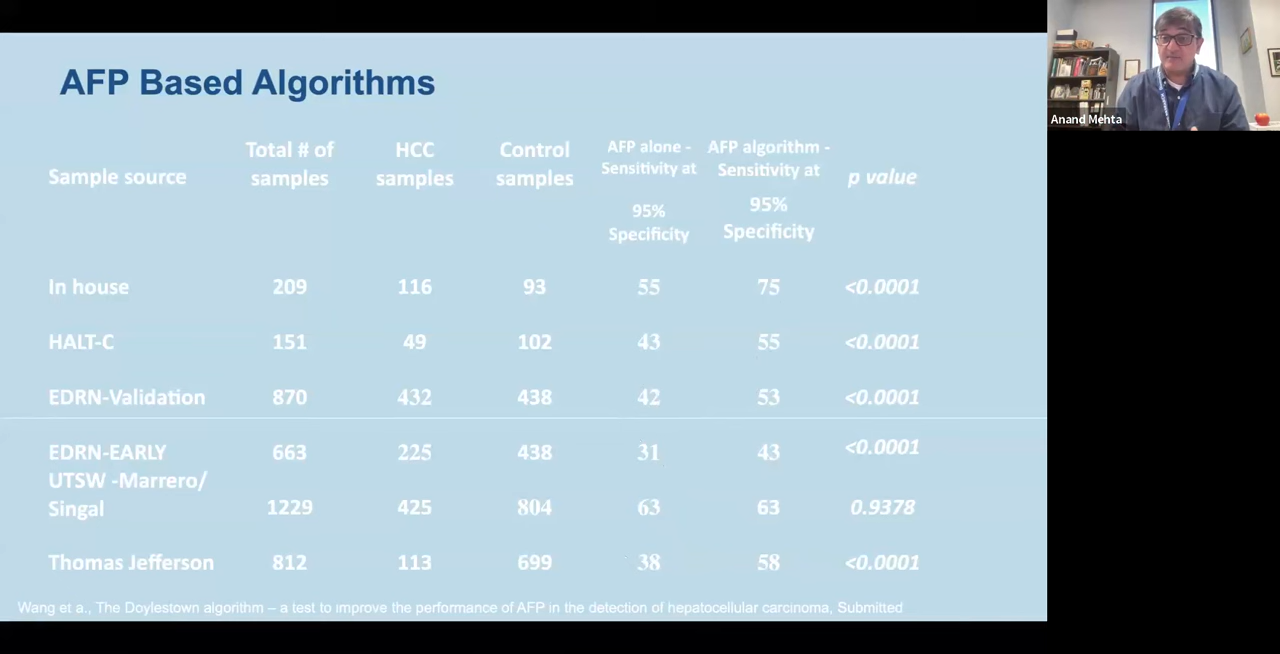 AFP Based Algorithms
Anand Mehta
Sample source Total # of samples HCC samples Control samples AFP alone - Sensitivity at 95% Specificity AFP algorithm - Sensitivity at 95% Specificity p value
In house 209 116 93 55 75 <0.0001
HALT-C 151 49 102 43 55 <0.0001
EDRN-Validation 870 432 438 42 53 <0.0001
EDRN-EARLY 663 225 438 31 43 <0.0001
UTSW -Marrero/
Singal 1229 425 804 63 63 0.9378
Thomas Jefferson 812 113 699 38 58 <0.0001
Wang et a., The Doylestown algorithm – a test to improve the performance of AFP in the detection of hepatocellular carcinoma, Submitted